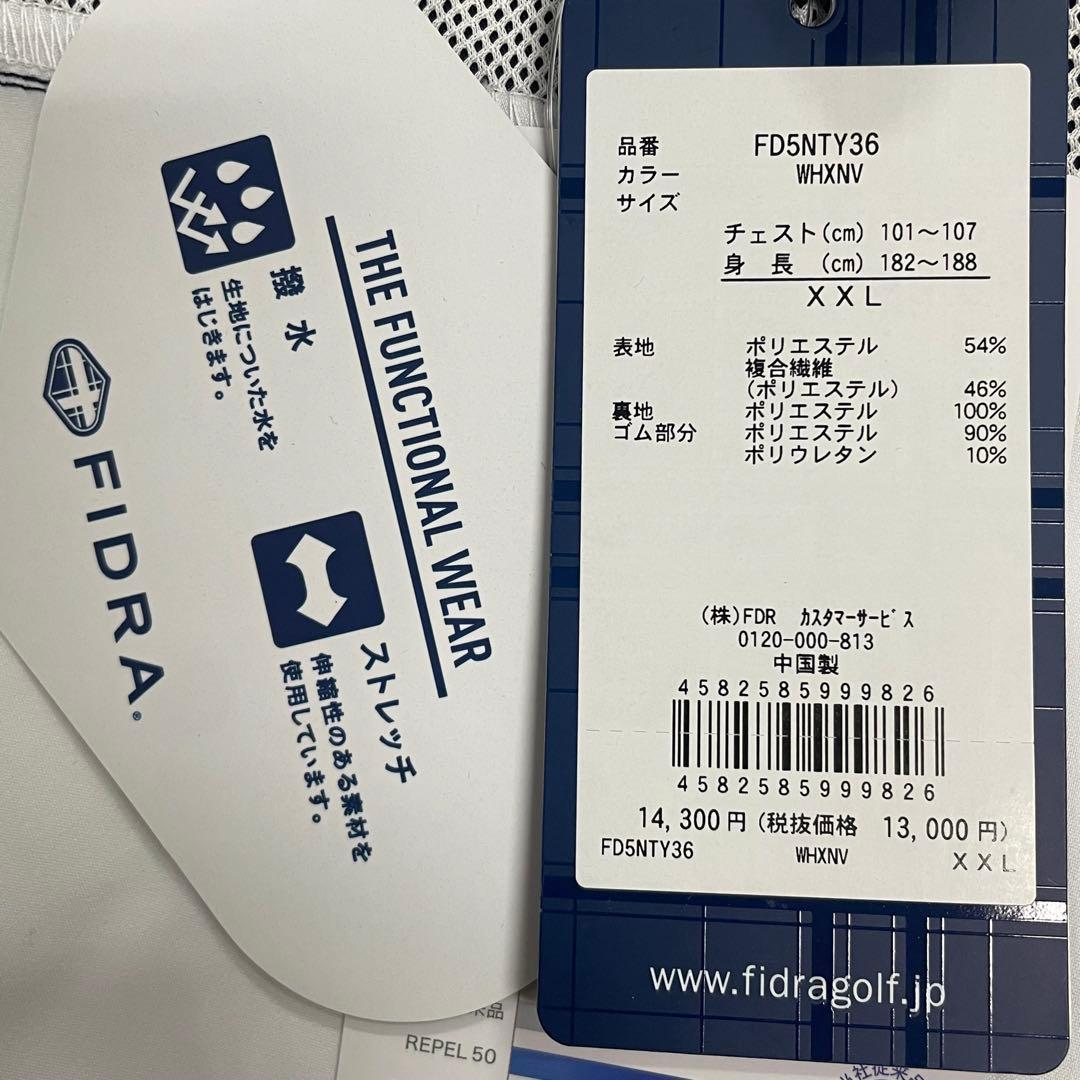 THE FUNCTIONAL WEAR
撥水
生地についた水を
はじきます。
ストレッチ
伸縮性のある素材を
使用しています。
FIDRA®
品番 FD5NTY36
カラー WHXNV
サイズ
チェスト(cm) 101〜107
身長 (cm) 182〜188
XXL
表地 ポリエステル 54%
複合繊維
(ポリエステル) 46%
裏地 ポリエステル 100%
ゴム部分 ポリエステル 90%
ポリウレタン 10%
(株)FDR カスタマーサービス
0120-000-813
中国製
4582585999826
4582585999826
14,300円(税抜価格 13,000円)
FD5NTY36 WHXNV XXL
www.fidragolf.jp
REPEL 50